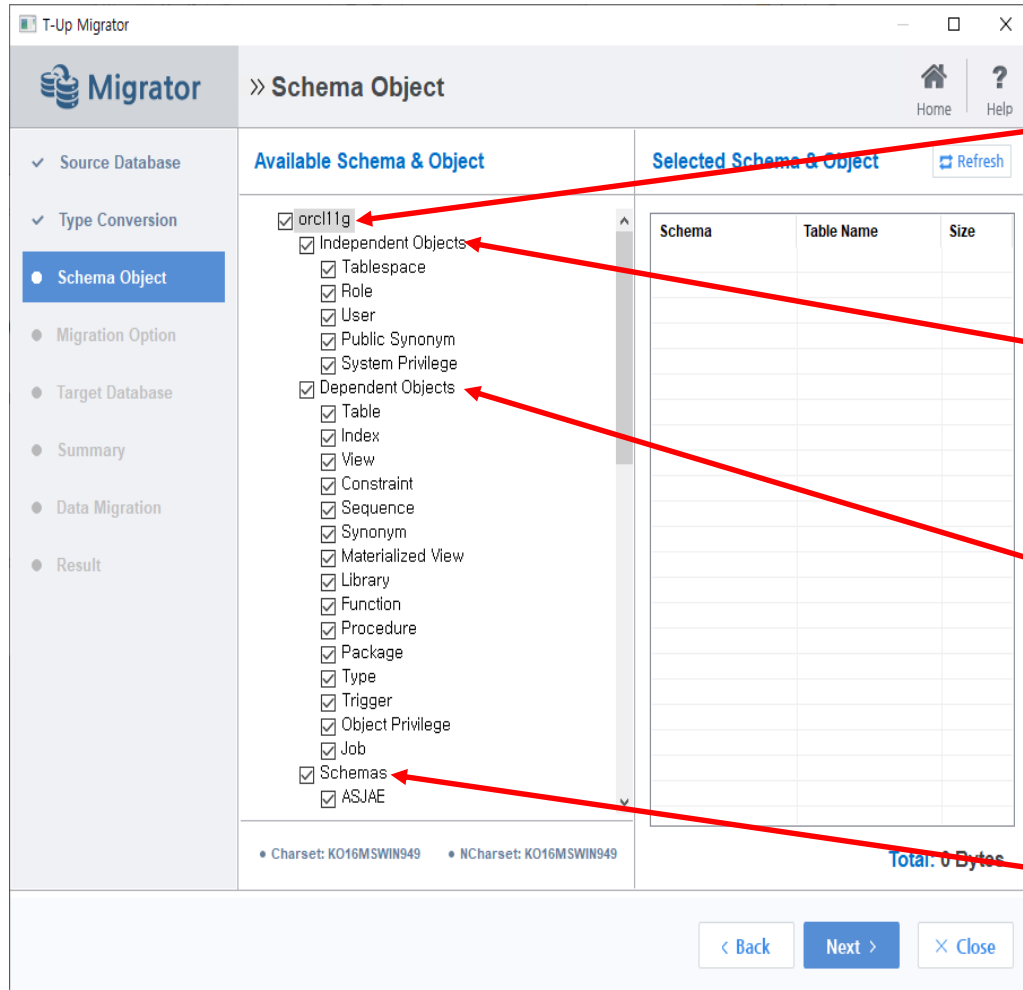 T-Up Migrator
Migrator
» Schema Object
Home
Help
Source Database
Type Conversion
Schema Object
Migration Option
Target Database
Summary
Data Migration
Result
Available Schema & Object
orcl11g
Independent Objects
Tablespace
Role
User
Public Synonym
System Privilege
Dependent Objects
Table
Index
View
Constraint
Sequence
Synonym
Materialized View
Library
Function
Procedure
Package
Type
Trigger
Object Privilege
Job
Schemas
ASJAE
• Charset: KO16MSWIN949 • NCharset: KO16MSWIN949
Selected Schema & Object
Refresh
Schema Table Name Size
Total: 0 Bytes
< Back
Next >
× Close